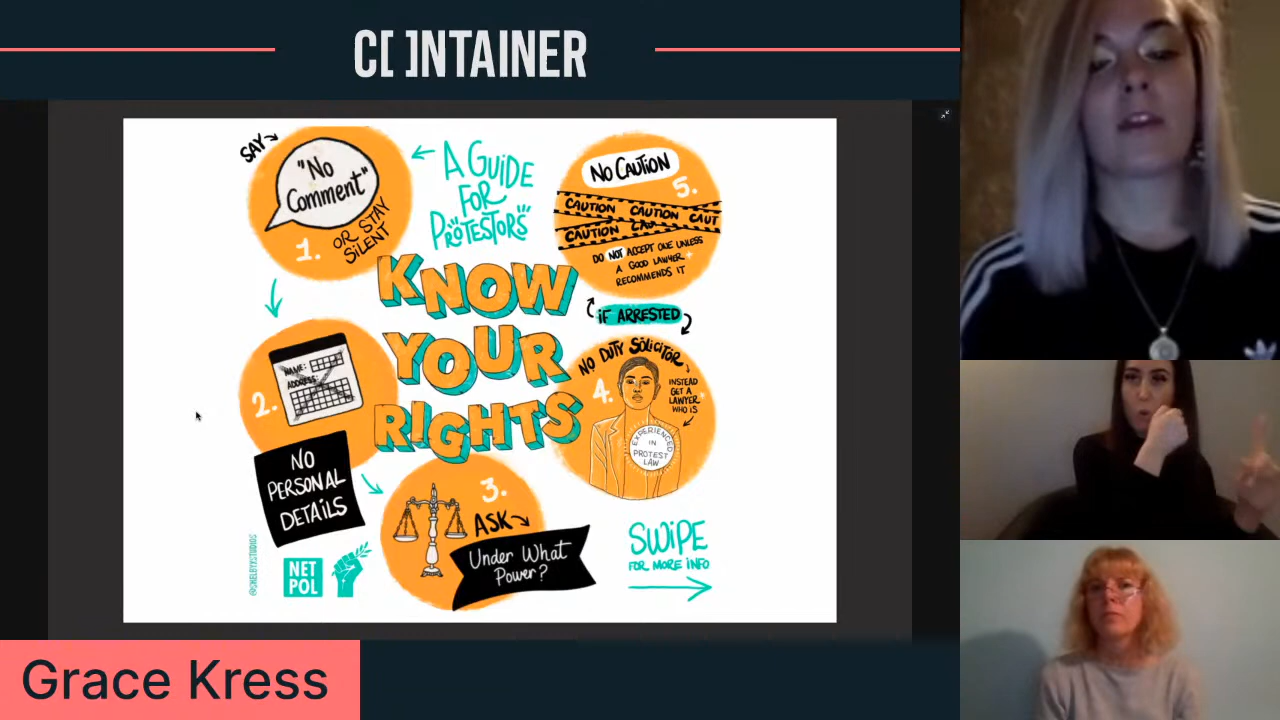 C[ ]NTAINER
SAY
"No
Comment"
1.
OR STAY
SILENT
A GUIDE
FOR
PROTESTORS
KNOW
YOUR
RIGHTS
NO CAUTION
5.
CAUTION CAUTION CAUT
CAUTION CAU
DO NOT ACCEPT ONE UNLESS
A GOOD LAWYER
RECOMMENDS IT
IF ARRESTED
NO DUTY SOLICITOR
4.
INSTEAD
GET A
LAWYER
WHO IS
EXPERIENCED
IN
PROTEST
LAW
NAME:
ADDRESS:
2.
NO
PERSONAL
DETAILS
3.
ASK
Under What
Power?
@SHELBYXSTUDIOS
NET
POL
SWIPE
FOR MORE INFO
Grace Kress